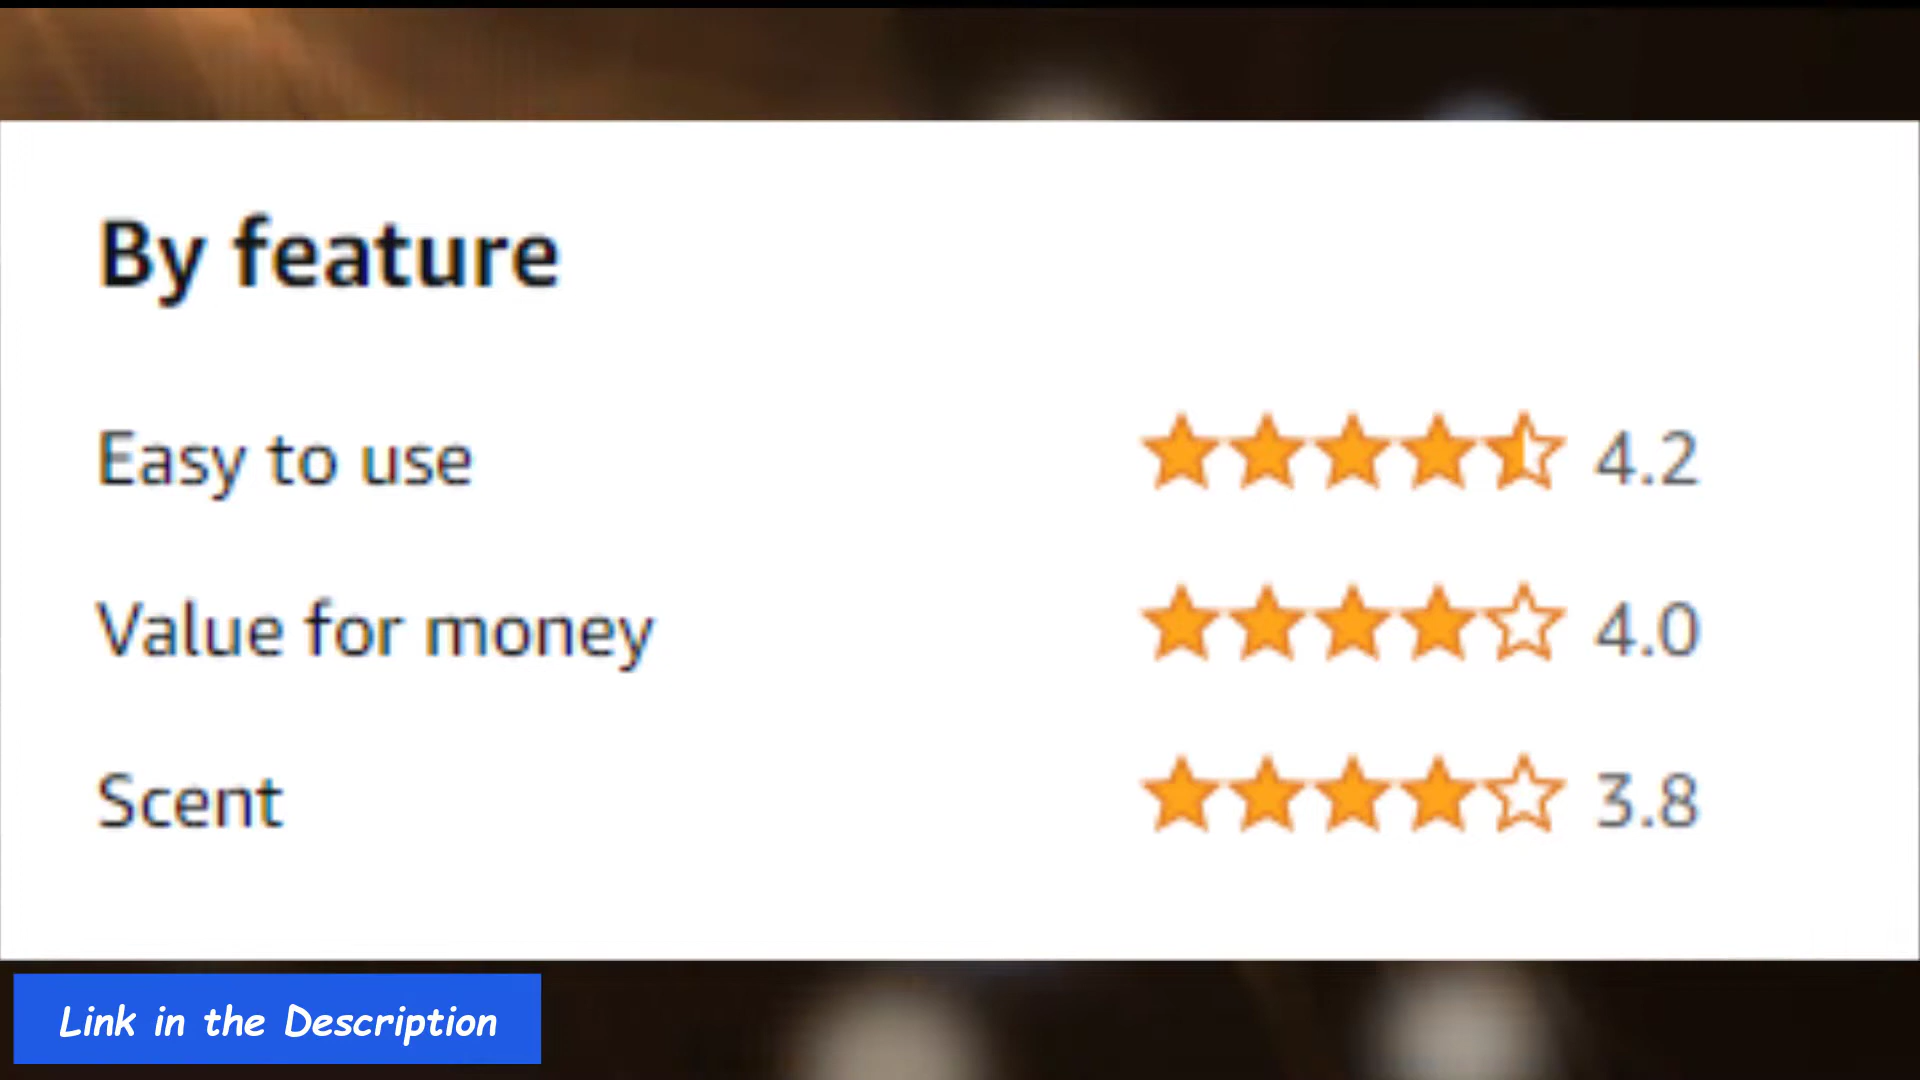 By feature
Easy to use 4.2
Value for money 4.0
Scent 3.8
Link in the Description